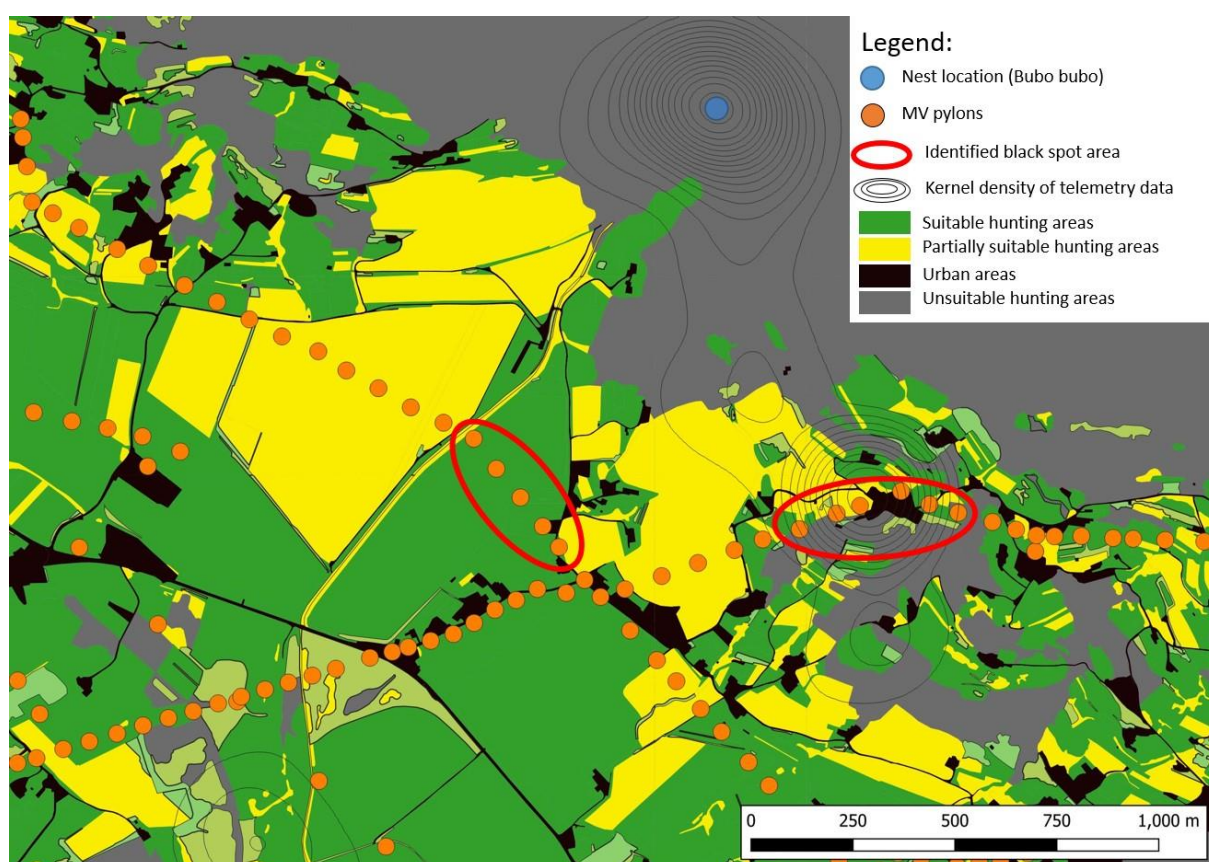 Legend:
Nest location (Bubo bubo)
MV pylons
Identified black spot area
Kernel density of telemetry data
Suitable hunting areas
Partially suitable hunting areas
Urban areas
Unsuitable hunting areas
0 250 500 750 1,000 m